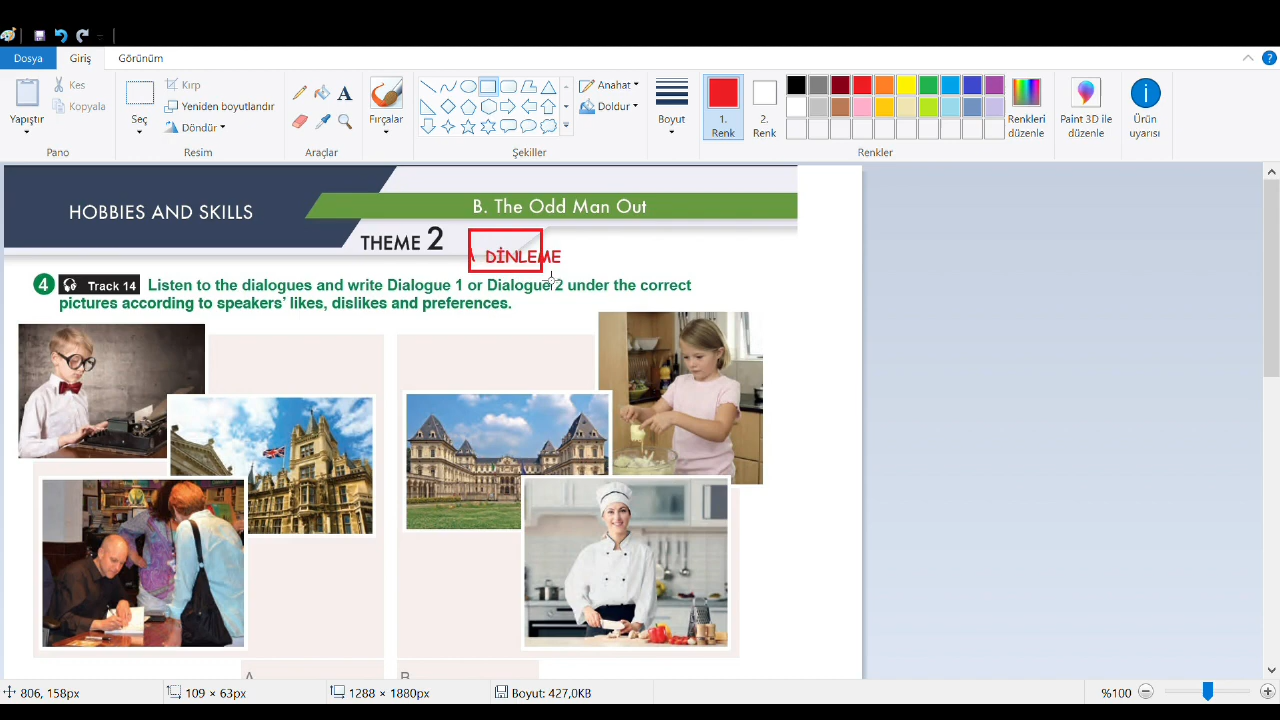 Dosya Giriş Görünüm
Yapıştır
Kes
Kopyala
Pano
Seç
Kırp
Yeniden boyutlandır
Döndür
Resim
A
Araçlar
Fırçalar
Şekiller
Anahat
Doldur
Boyut
1. Renk
2. Renk
Renkleri düzenle
Renkler
Paint 3D ile düzenle
Ürün uyarısı
HOBBIES AND SKILLS
B. The Odd Man Out
THEME 2
DİNLEME
4 Track 14 Listen to the dialogues and write Dialogue 1 or Dialogue 2 under the correct
pictures according to speakers’ likes, dislikes and preferences.
A B
806, 158px 109 × 63px 1288 × 1880px Boyut: 427,0KB %100